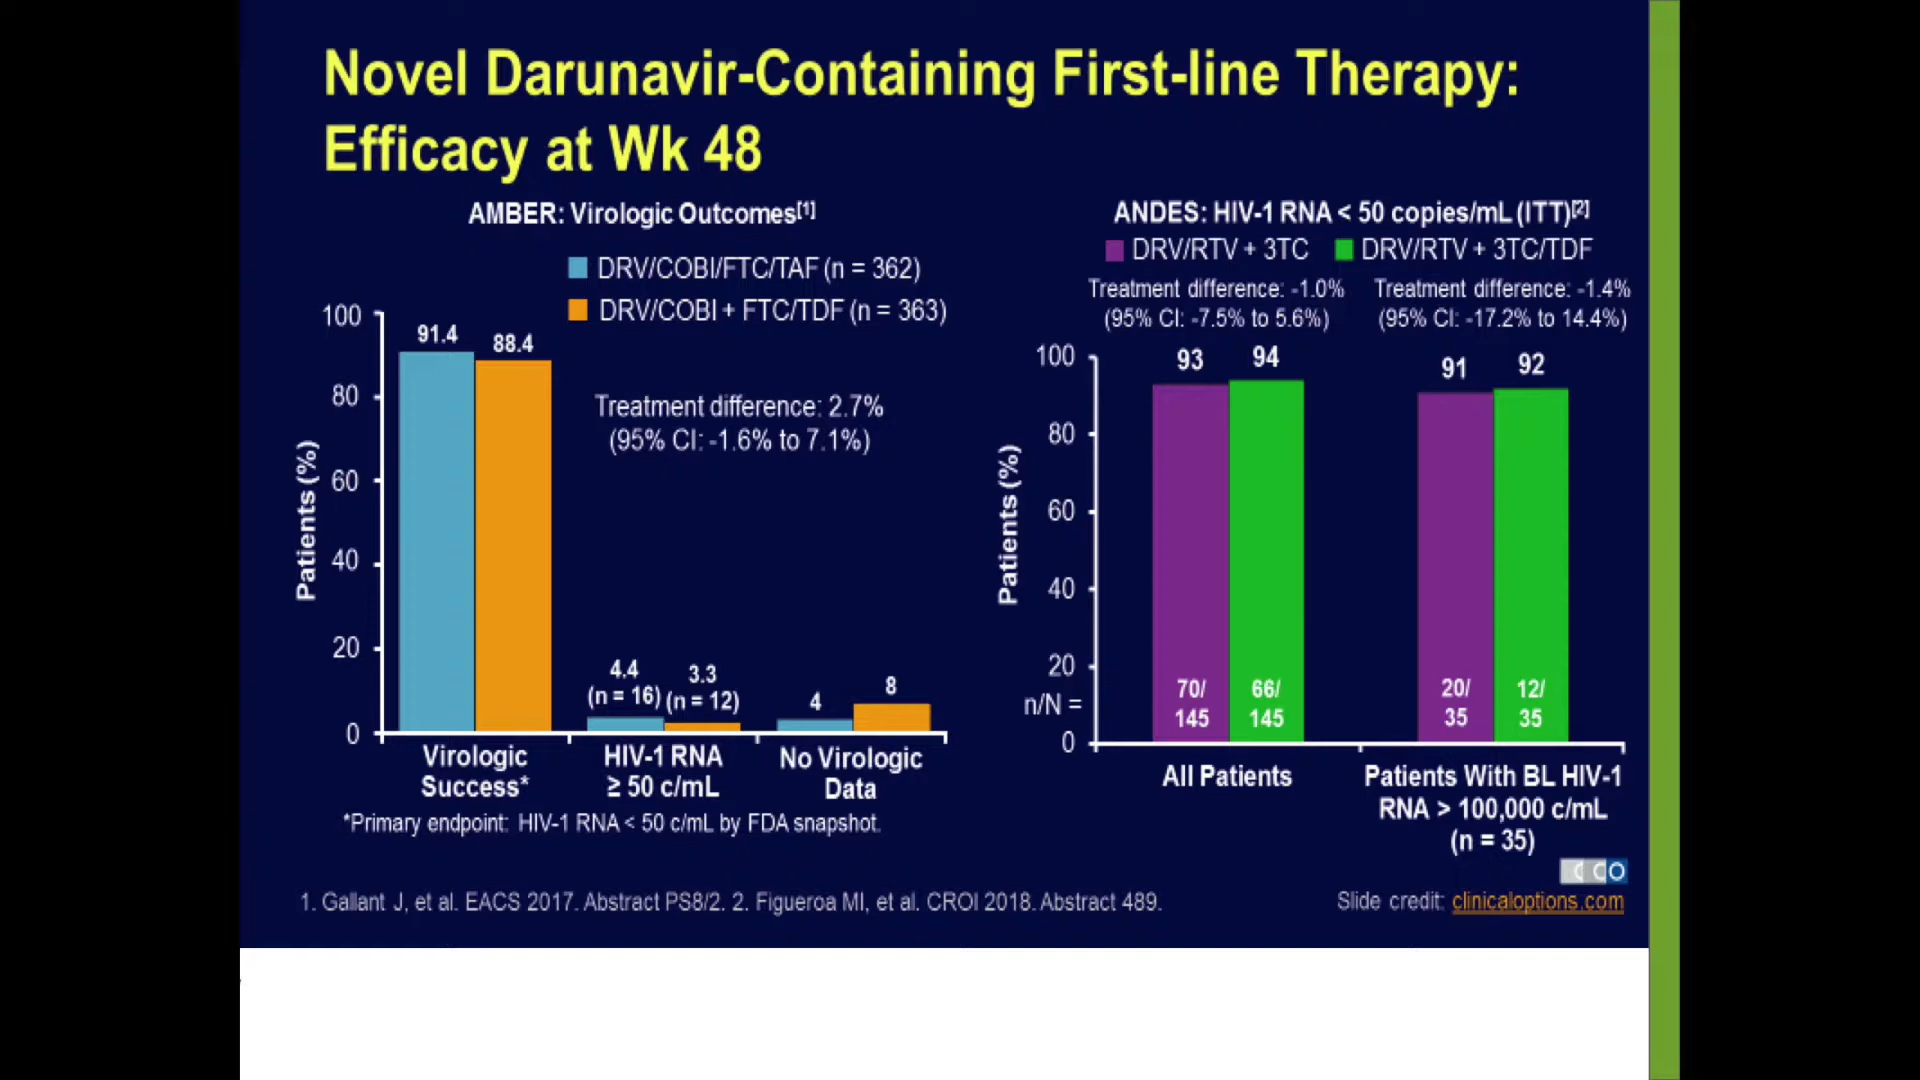 Novel Darunavir-Containing First-line Therapy:
Efficacy at Wk 48
AMBER: Virologic Outcomes[1]
DRV/COBI/FTC/TAF (n = 362)
DRV/COBI + FTC/TDF (n = 363)
Treatment difference: 2.7%
(95% CI: -1.6% to 7.1%)
Patients (%)
100
80
60
40
20
0
91.4
88.4
4.4
(n = 16)
3.3
(n = 12)
4
8
Virologic
Success*
HIV-1 RNA
≥ 50 c/mL
No Virologic
Data
*Primary endpoint: HIV-1 RNA < 50 c/mL by FDA snapshot.
ANDES: HIV-1 RNA < 50 copies/mL (ITT)[2]
DRV/RTV + 3TC
DRV/RTV + 3TC/TDF
Treatment difference: -1.0%
(95% CI: -7.5% to 5.6%)
Treatment difference: -1.4%
(95% CI: -17.2% to 14.4%)
Patients (%)
100
80
60
40
20
0
n/N =
93
94
91
92
70/
145
66/
145
20/
35
12/
35
All Patients
Patients With BL HIV-1
RNA > 100,000 c/mL
(n = 35)
CCO
1. Gallant J, et al. EACS 2017. Abstract PS8/2. 2. Figueroa MI, et al. CROI 2018. Abstract 489.
Slide credit: clinicaloptions.com